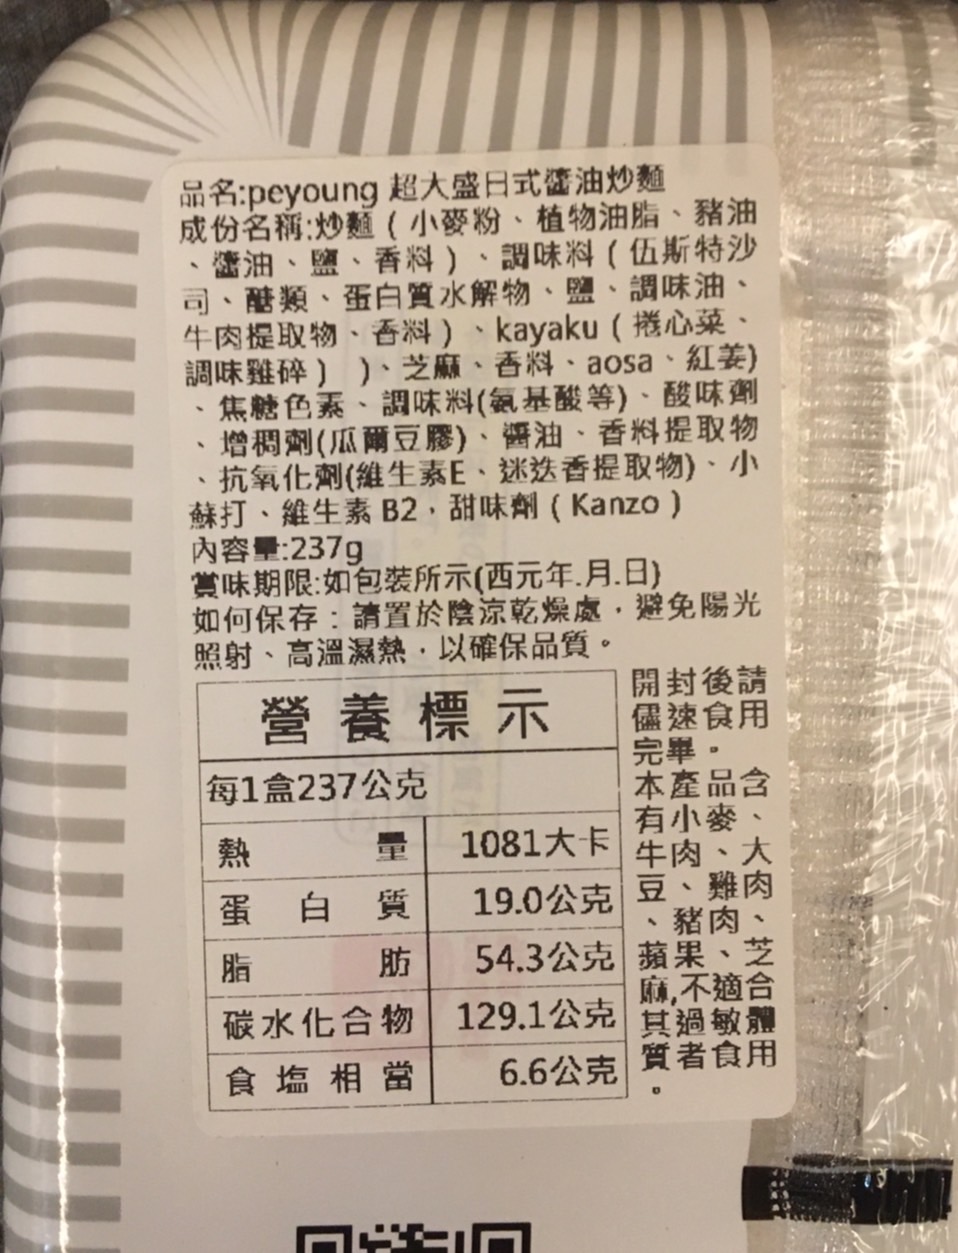 品名:peyoung 超大盛日式醬油炒麵
成份名稱:炒麵 ( 小麥粉、植物油脂、豬油
、醬油、鹽、香料 ) 、調味料 ( 伍斯特沙
司、醣類、蛋白質水解物、鹽、調味油、
牛肉提取物、香料 ) 、kayaku ( 捲心菜、
調味雞碎 ) )、芝麻、香料、aosa、紅姜)
、焦糖色素、調味料(氨基酸等)、酸味劑
、增稠劑(瓜爾豆膠)、醬油、香料提取物
、抗氧化劑(維生素E、迷迭香提取物)、小
蘇打、維生素 B2，甜味劑 ( Kanzo )
內容量:237g
賞味期限:如包裝所示(西元年.月.日)
如何保存：請置於陰涼乾燥處，避免陽光
照射、高溫濕熱，以確保品質。
營養標示
每1盒237公克
熱量 1081大卡
蛋白質 19.0公克
脂肪 54.3公克
碳水化合物 129.1公克
食塩相當 6.6公克
開封後請
儘速食用
完畢。
本產品含
有小麥、
牛肉、大
豆、雞肉
、豬肉、
蘋果、芝
麻,不適合
其過敏體
質者食用
。